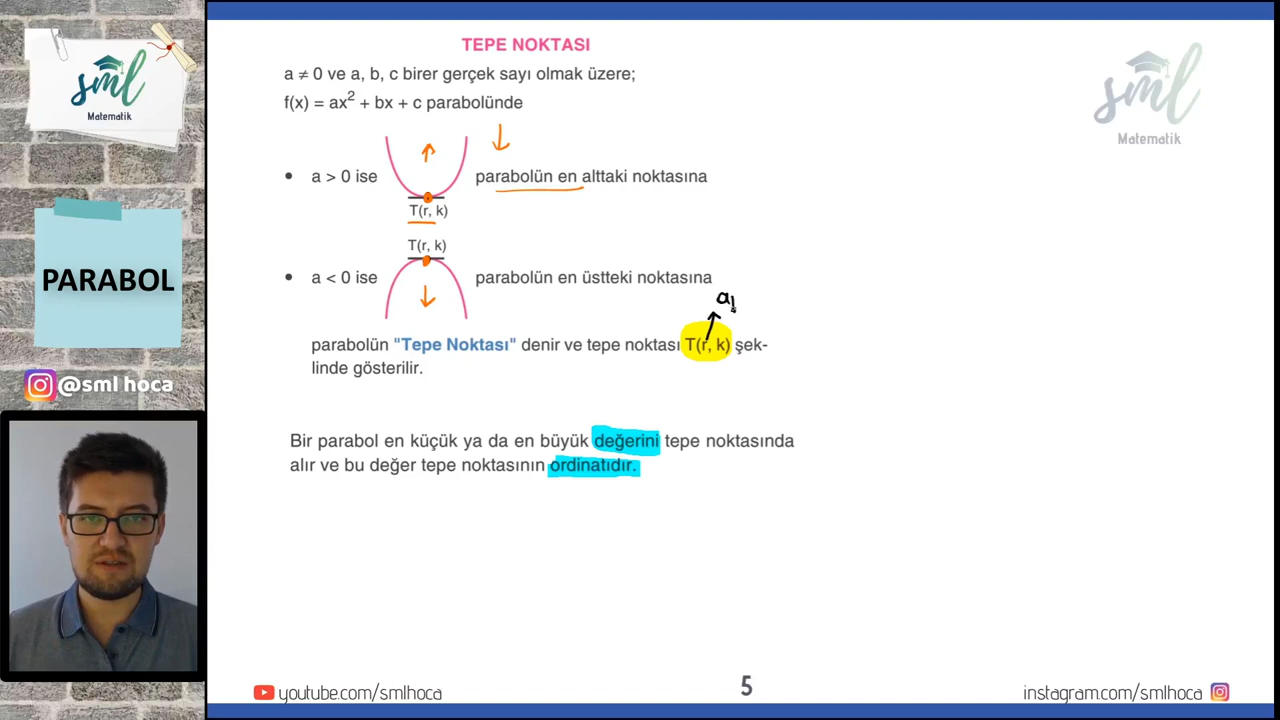 sml
Matematik
PARABOL
@sml hoca
TEPE NOKTASI
a ≠ 0 ve a, b, c birer gerçek sayı olmak üzere;
f(x) = ax² + bx + c parabolünde
• a > 0 ise parabolün en alttaki noktasına
T(r, k)
T(r, k)
• a < 0 ise parabolün en üstteki noktasına
parabolün "Tepe Noktası" denir ve tepe noktası T(r, k) şek-
linde gösterilir.
Bir parabol en küçük ya da en büyük değerini tepe noktasında
alır ve bu değer tepe noktasının ordinatıdır.
sml
Matematik
youtube.com/smlhoca
5
instagram.com/smlhoca